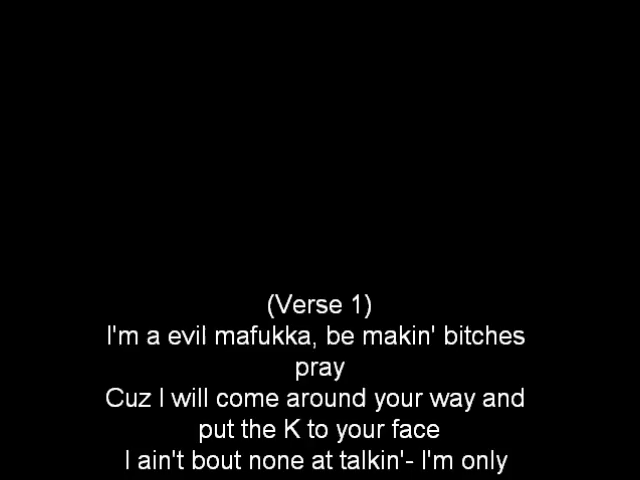 (Verse 1)
I'm a evil mafukka, be makin' bitches
pray
Cuz I will come around your way and
put the K to your face
I ain't bout none at talkin'- I'm only